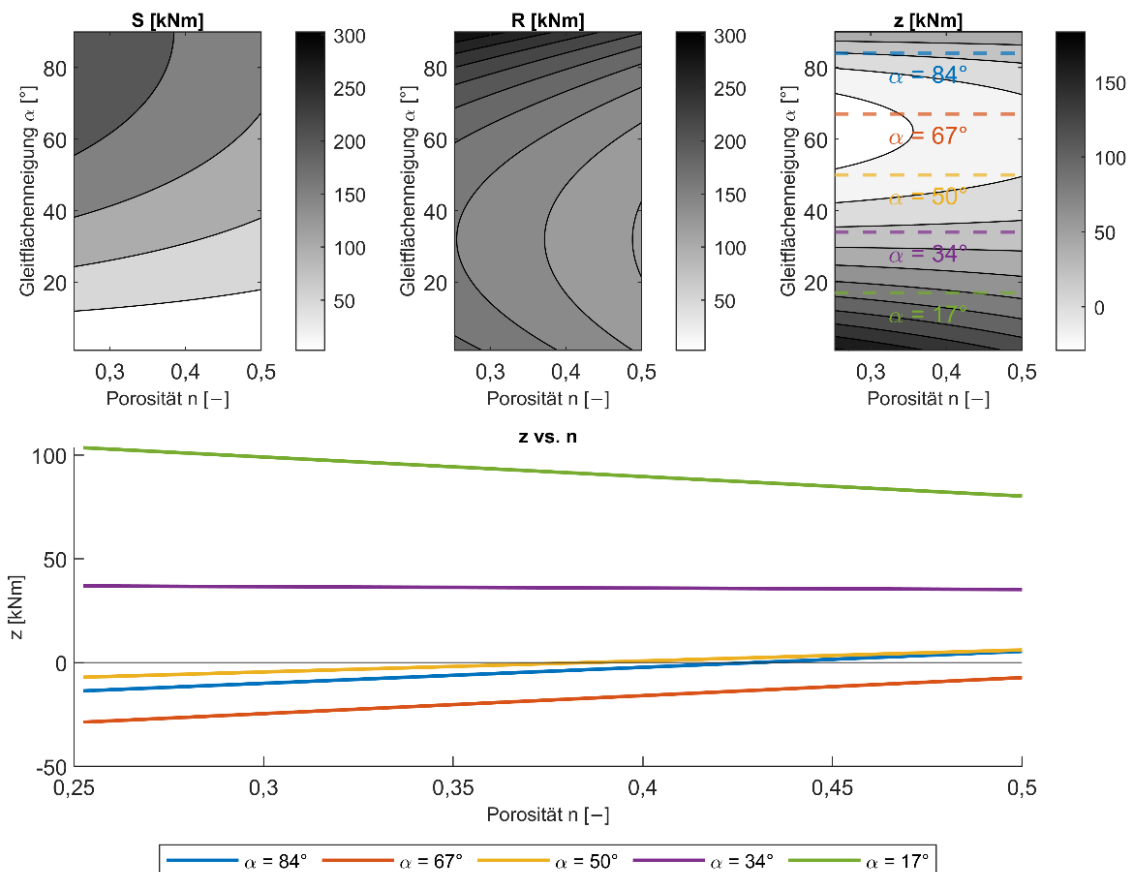 S [kNm]
R [kNm]
z [kNm]
Gleitflächenneigung α [°]
80
60
40
20
0,3
0,4
0,5
Porosität n [−]
300
250
200
150
100
50
Gleitflächenneigung α [°]
80
60
40
20
0,3
0,4
0,5
Porosität n [−]
300
250
200
150
100
50
Gleitflächenneigung α [°]
80
60
40
20
α = 84°
α = 67°
α = 50°
α = 34°
α = 17°
0,3
0,4
0,5
Porosität n [−]
150
100
50
0
z vs. n
z [kNm]
100
50
0
-50
0,25
0,3
0,35
0,4
0,45
0,5
Porosität n [−]
α = 84° α = 67° α = 50° α = 34° α = 17°